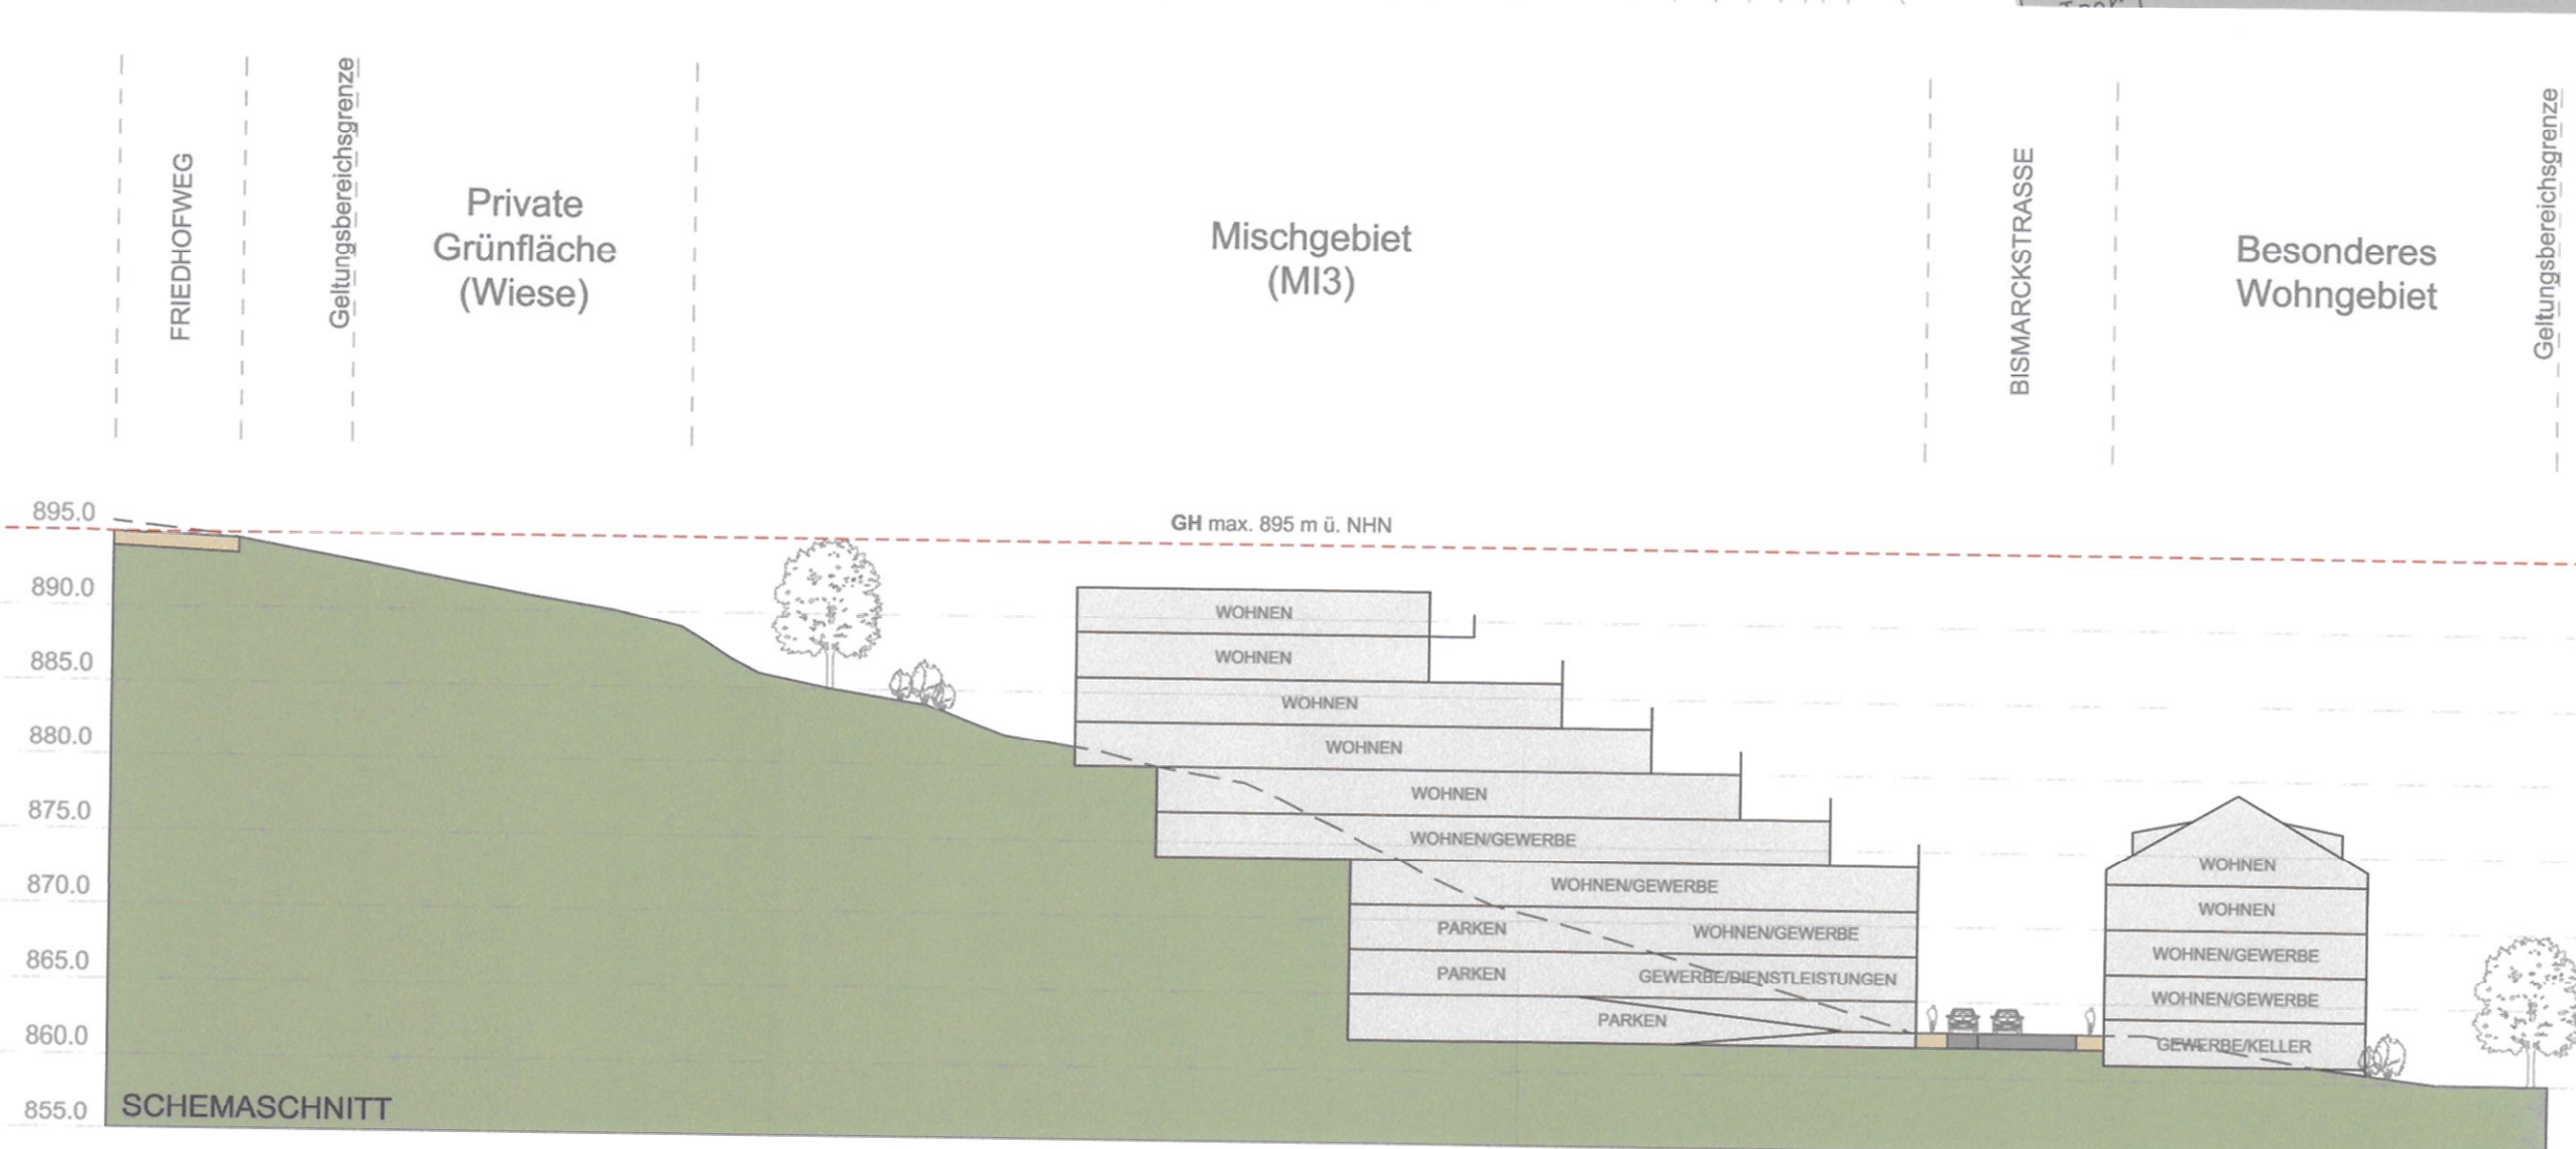 FRIEDHOFWEG
Geltungsbereichsgrenze
Private
Grünfläche
(Wiese)
Mischgebiet
(MI3)
BISMARCKSTRASSE
Besonderes
Wohngebiet
Geltungsbereichsgrenze
895.0
GH max. 895 m ü. NHN
890.0
885.0
880.0
875.0
870.0
865.0
860.0
855.0
WOHNEN
WOHNEN
WOHNEN
WOHNEN
WOHNEN
WOHNEN/GEWERBE
WOHNEN/GEWERBE
PARKEN
WOHNEN/GEWERBE
PARKEN
GEWERBE/DIENSTLEISTUNGEN
PARKEN
WOHNEN
WOHNEN
WOHNEN/GEWERBE
WOHNEN/GEWERBE
GEWERBE/KELLER
SCHEMASCHNITT